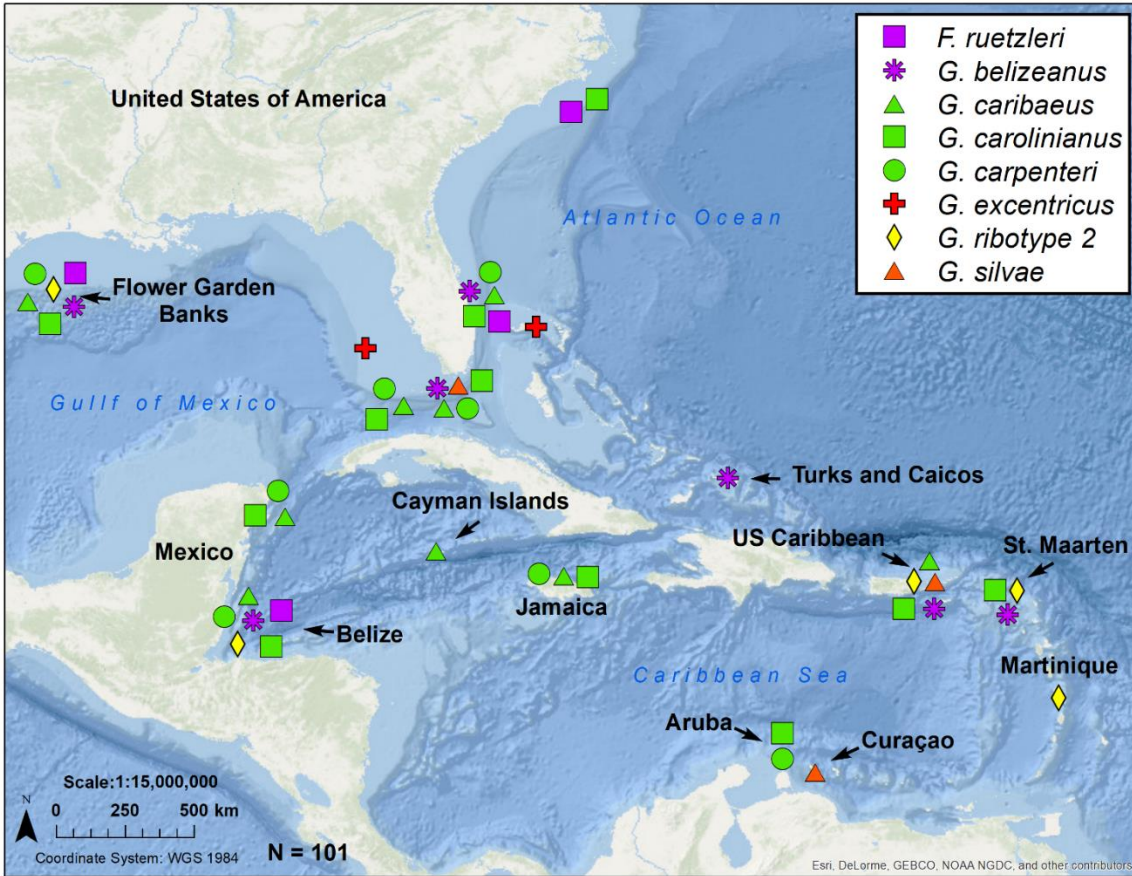 F. ruetzleri
G. belizeanus
G. caribaeus
G. carolinianus
G. carpenteri
G. excentricus
G. ribotype 2
G. silvae
United States of America
Atlantic Ocean
Flower Garden
Banks
Gullf of Mexico
Turks and Caicos
Cayman Islands
US Caribbean
St. Maarten
Mexico
Jamaica
Belize
Caribbean Sea
Martinique
Aruba
Curaçao
Scale:1:15,000,000
N
0 250 500 km
Coordinate System: WGS 1984
N = 101
Esri, DeLorme, GEBCO, NOAA NGDC, and other contributors